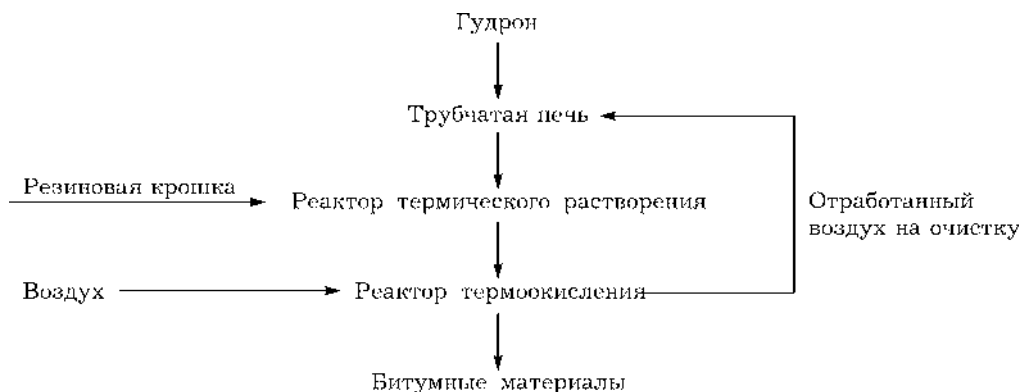 Гудрон
Трубчатая печь
Резиновая крошка
Реактор термического растворения
Отработанный
воздух на очистку
Воздух
Реактор термоокисления
Битумные материалы